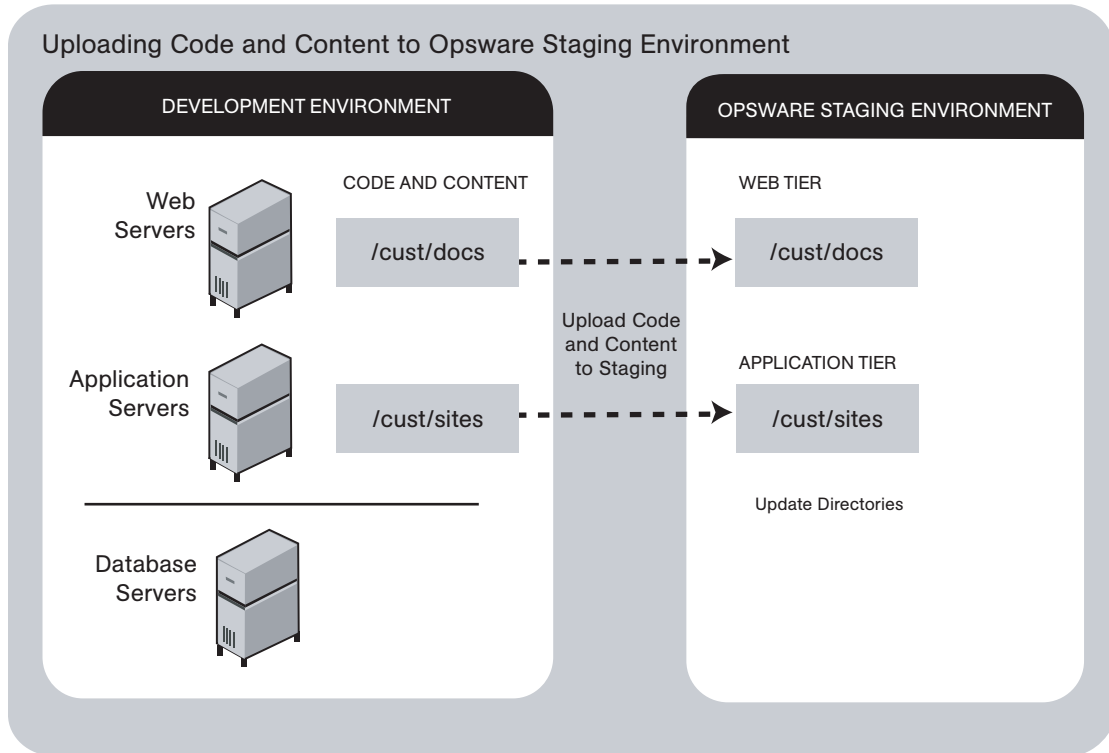 Uploading Code and Content to Opsware Staging Environment
DEVELOPMENT ENVIRONMENT
Web
Servers
CODE AND CONTENT
/cust/docs
Application
Servers
/cust/sites
Database
Servers
Upload Code
and Content
to Staging
OPSWARE STAGING ENVIRONMENT
WEB TIER
/cust/docs
APPLICATION TIER
/cust/sites
Update Directories